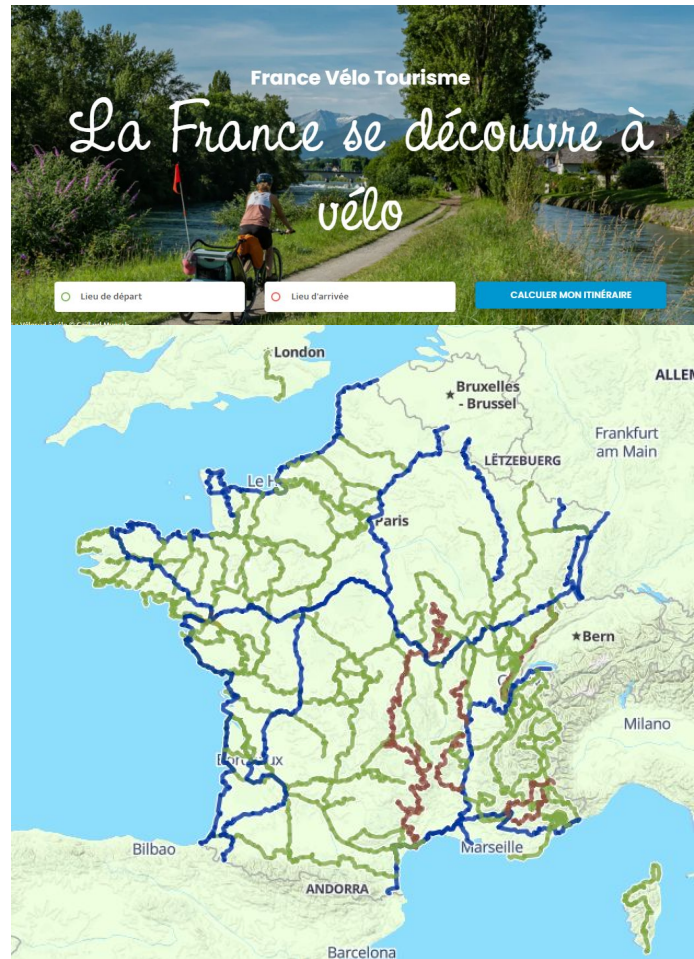 France Vélo Tourisme
La France se découvre à
vélo
Lieu de départ
Lieu d'arrivée
CALCULER MON ITINÉRAIRE
London
Bruxelles
- Brussel
ALLEM
Frankfurt
am Main
LËTZEBUERG
Le H
Paris
Bern
Milano
Bilbao
Marseille
ANDORRA
Barcelona